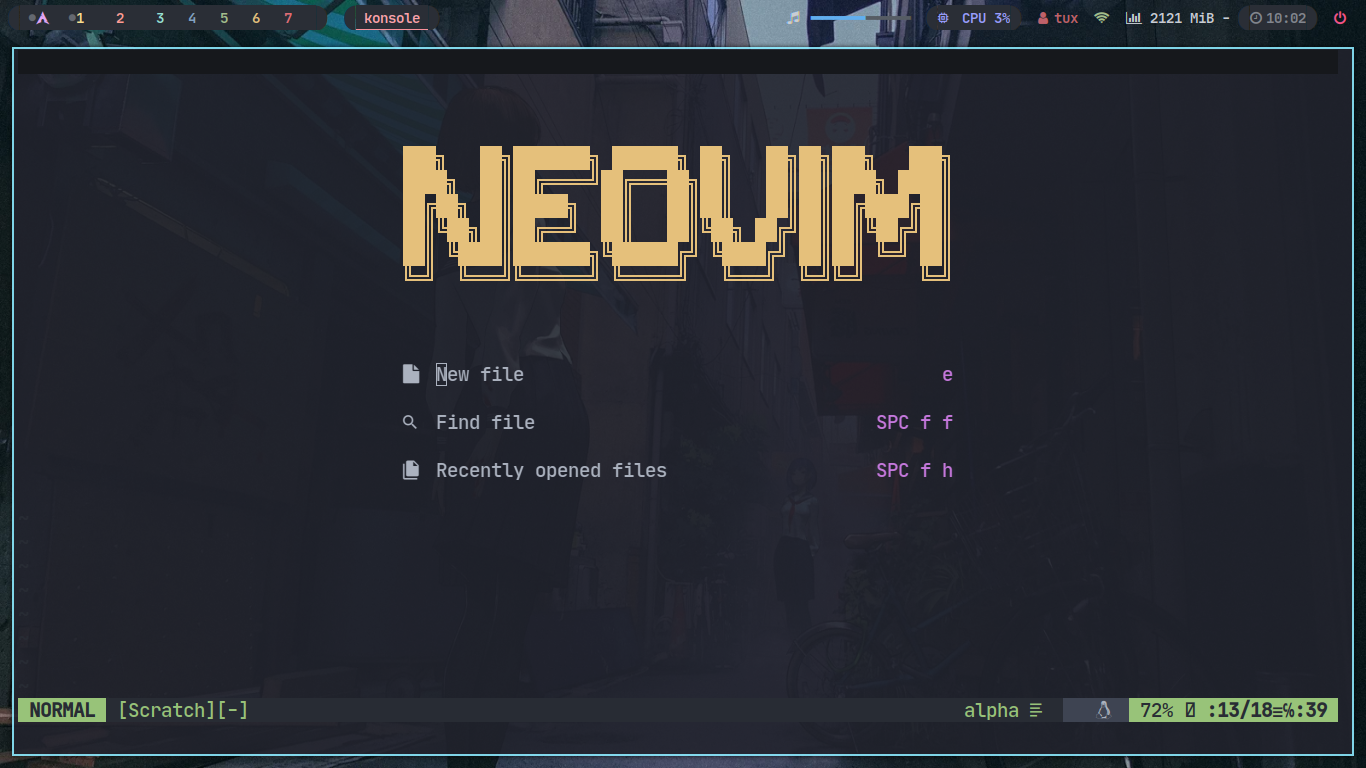 1 2 3 4 5 6 7 konsole CPU 3% tux 2121 MiB - 10:02
NEOVIM
New file e
Find file SPC f f
Recently opened files SPC f h
NORMAL [Scratch][-] alpha 72% :13/18≡℅:39